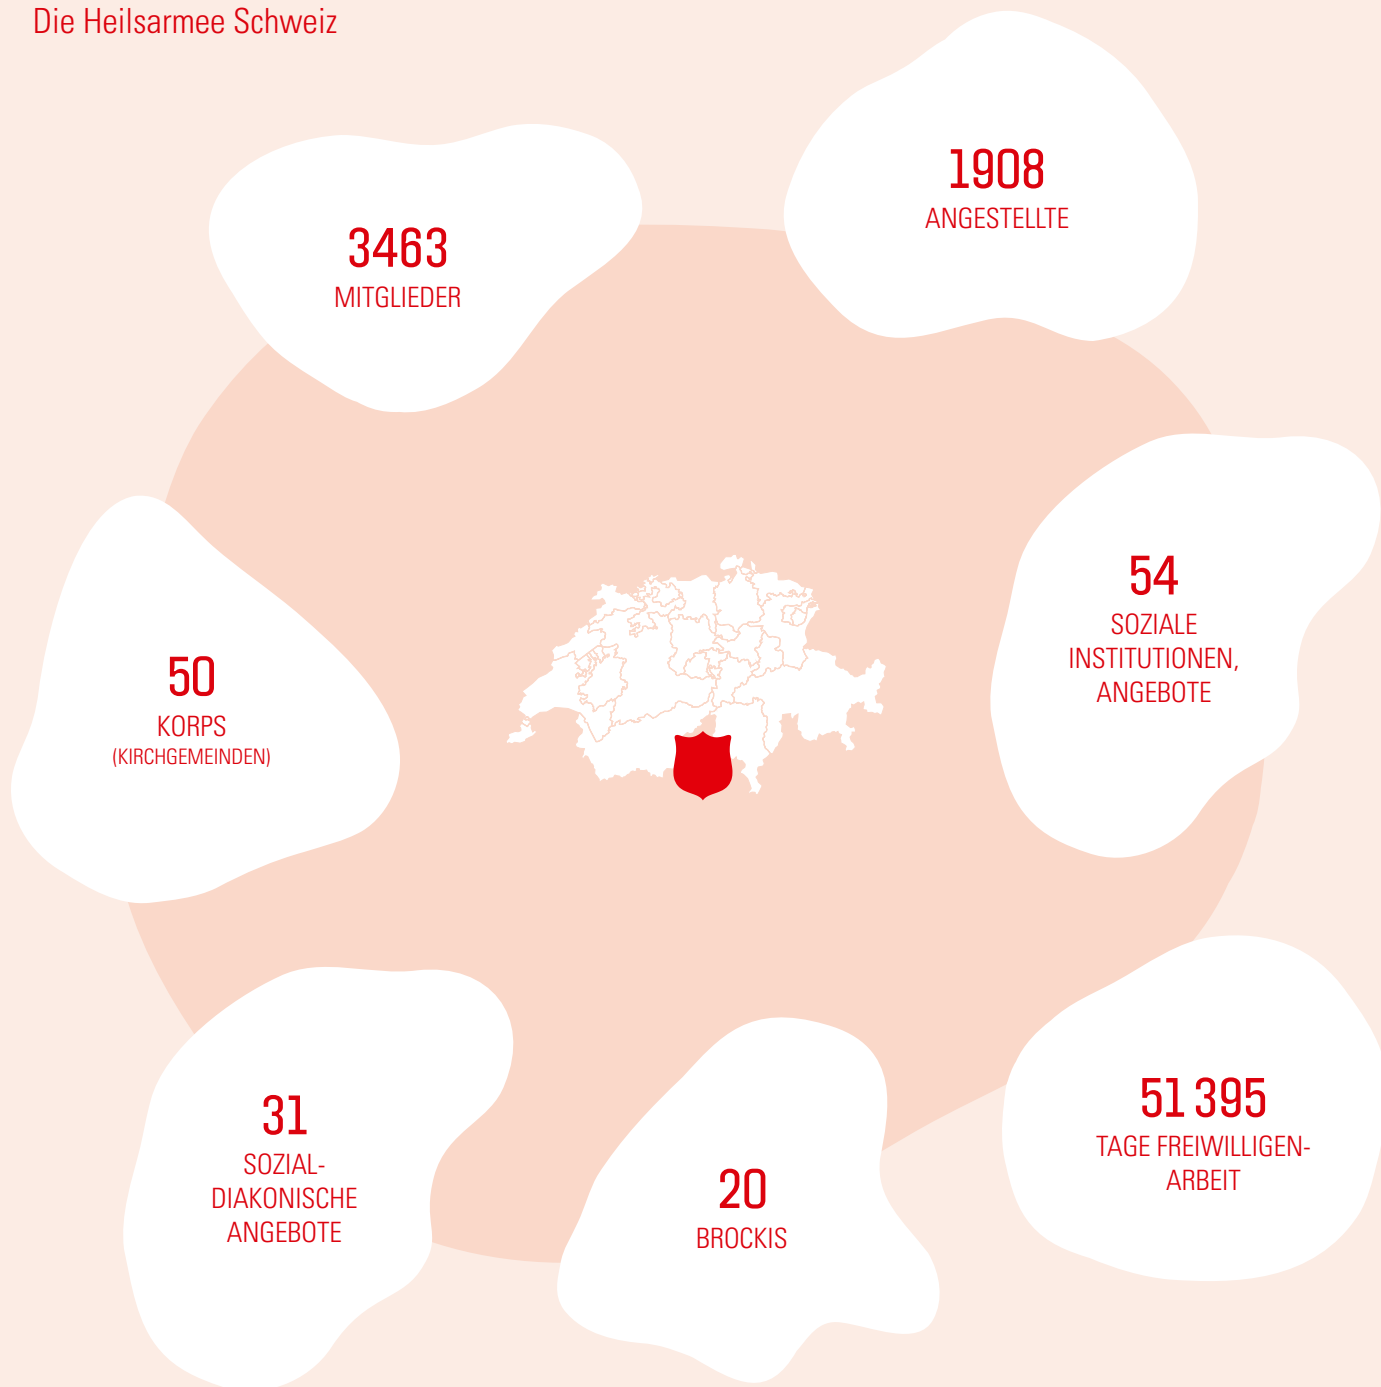 Die Heilsarmee Schweiz
1908
ANGESTELLTE
3463
MITGLIEDER
54
SOZIALE
INSTITUTIONEN,
ANGEBOTE
50
KORPS
(KIRCHGEMEINDEN)
51 395
TAGE FREIWILLIGEN-
ARBEIT
31
SOZIAL-
DIAKONISCHE
ANGEBOTE
20
BROCKIS